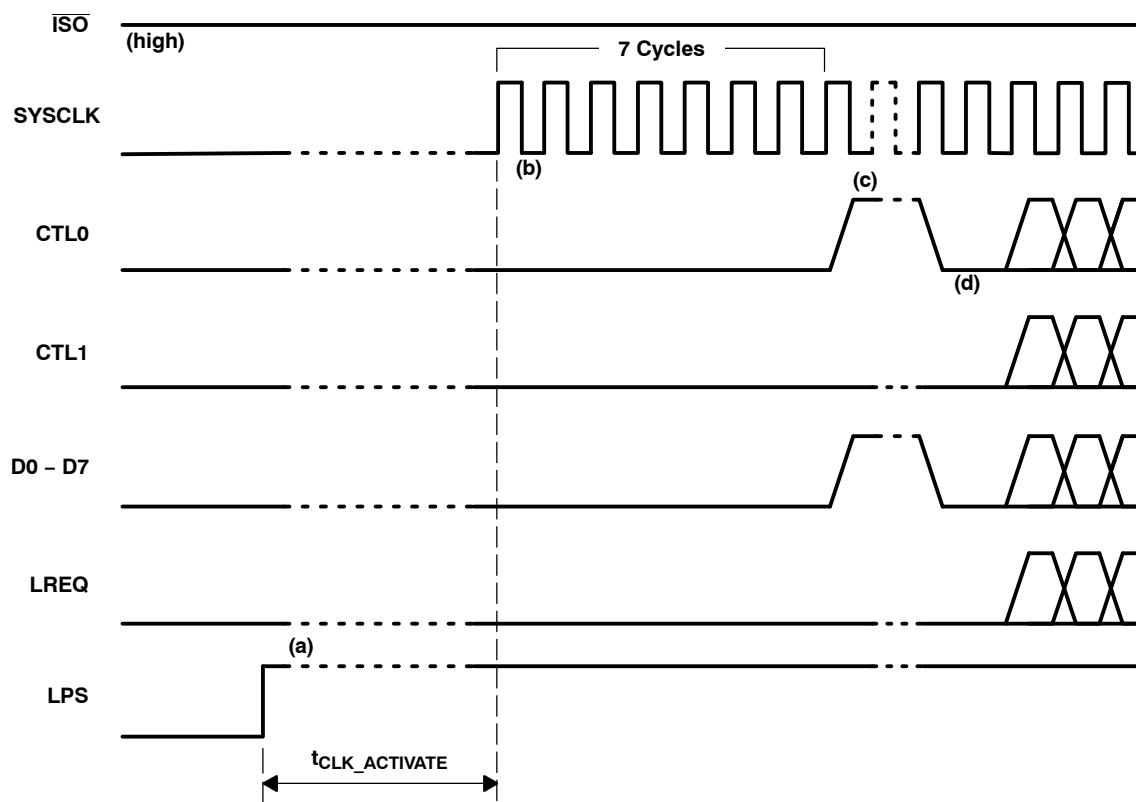 ISO
(high)
7 Cycles
SYSCLK
(b)
(c)
CTL0
(d)
CTL1
D0 – D7
LREQ
(a)
LPS
tCLK_ACTIVATE